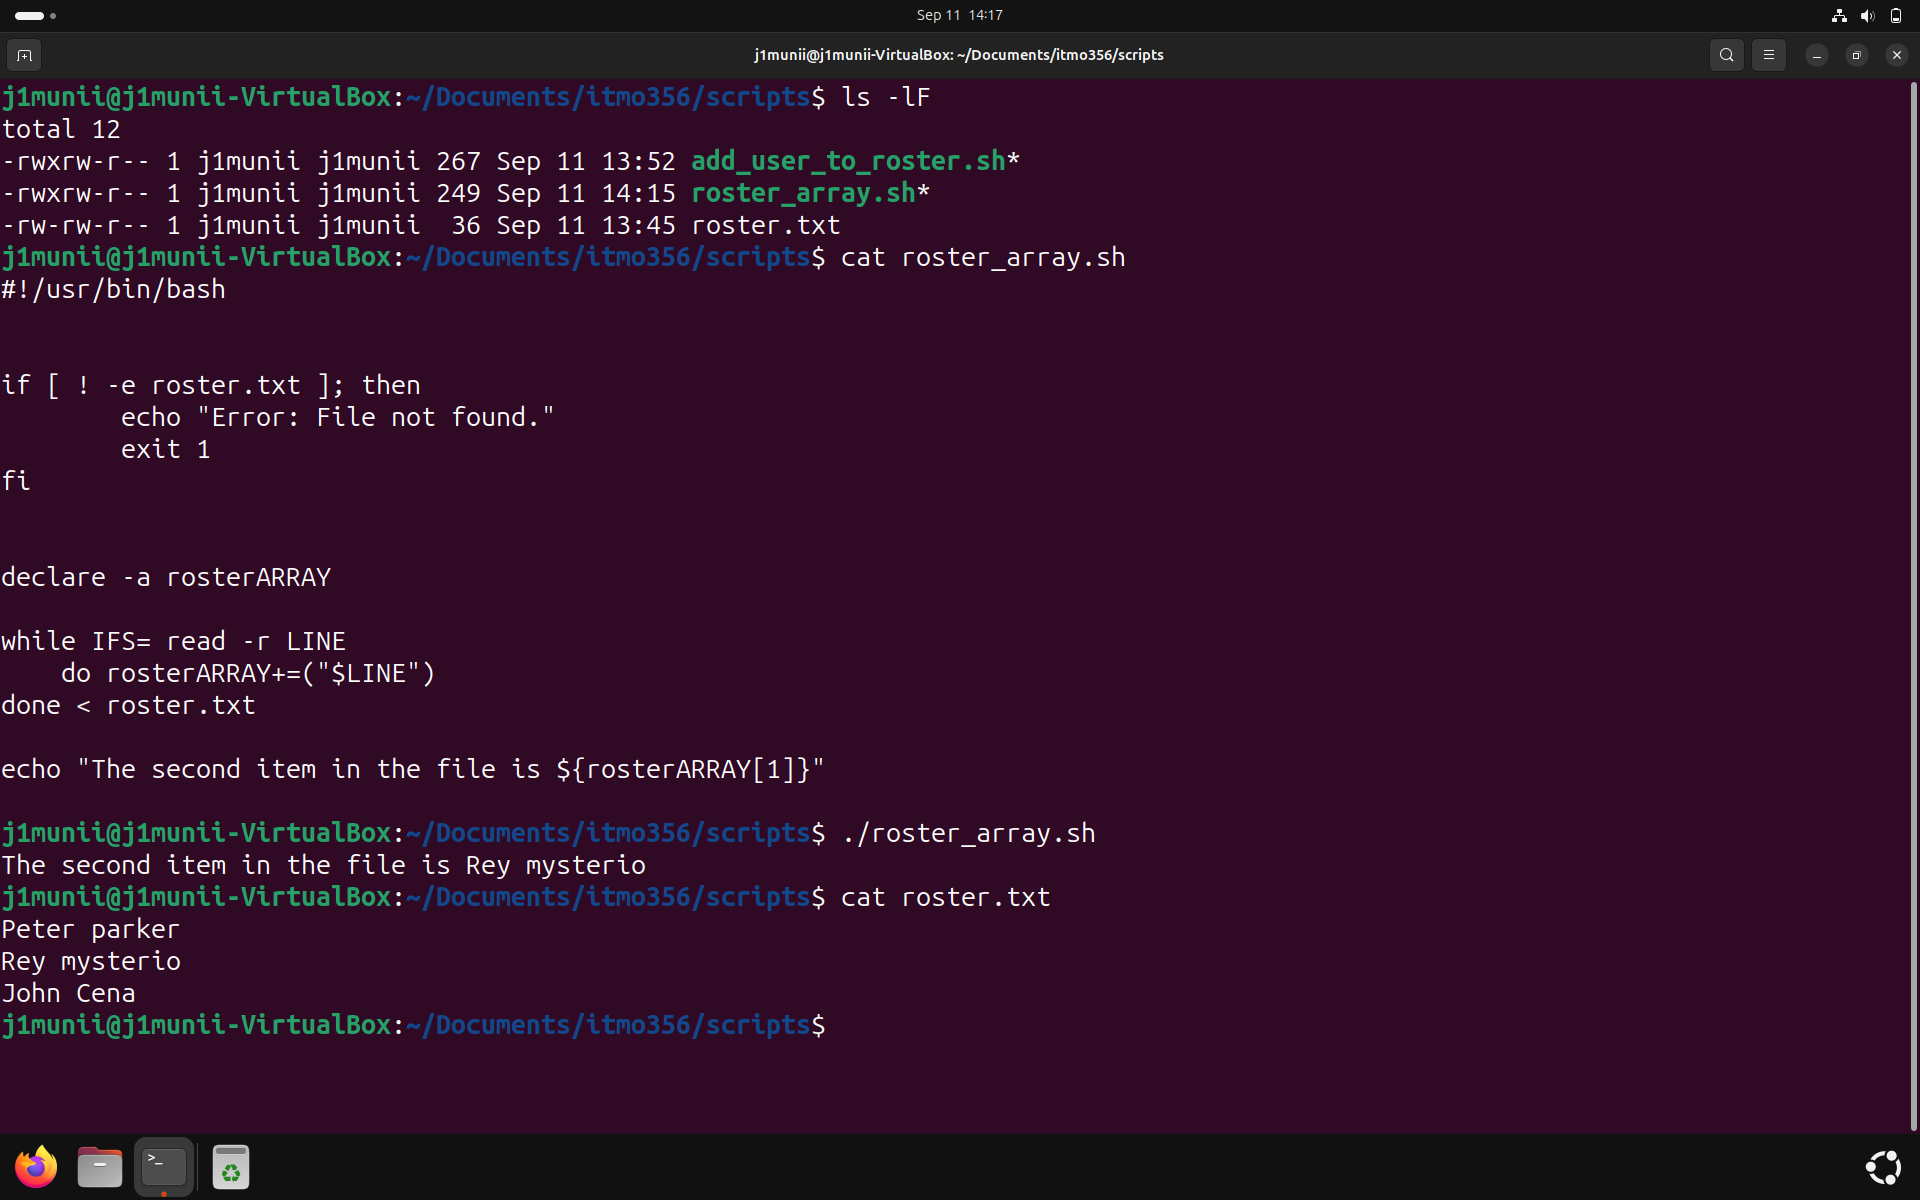 Sep 11 14:17
j1munii@j1munii-VirtualBox: ~/Documents/itmo356/scripts
j1munii@j1munii-VirtualBox:~/Documents/itmo356/scripts$ ls -lF
total 12
-rwxrw-r-- 1 j1munii j1munii 267 Sep 11 13:52 add_user_to_roster.sh*
-rwxrw-r-- 1 j1munii j1munii 249 Sep 11 14:15 roster_array.sh*
-rw-rw-r-- 1 j1munii j1munii  36 Sep 11 13:45 roster.txt
j1munii@j1munii-VirtualBox:~/Documents/itmo356/scripts$ cat roster_array.sh
#!/usr/bin/bash
if [ ! -e roster.txt ]; then
        echo "Error: File not found."
        exit 1
fi
declare -a rosterARRAY
while IFS= read -r LINE
    do rosterARRAY+=("$LINE")
done < roster.txt
echo "The second item in the file is ${rosterARRAY[1]}"
j1munii@j1munii-VirtualBox:~/Documents/itmo356/scripts$ ./roster_array.sh
The second item in the file is Rey mysterio
j1munii@j1munii-VirtualBox:~/Documents/itmo356/scripts$ cat roster.txt
Peter parker
Rey mysterio
John Cena
j1munii@j1munii-VirtualBox:~/Documents/itmo356/scripts$